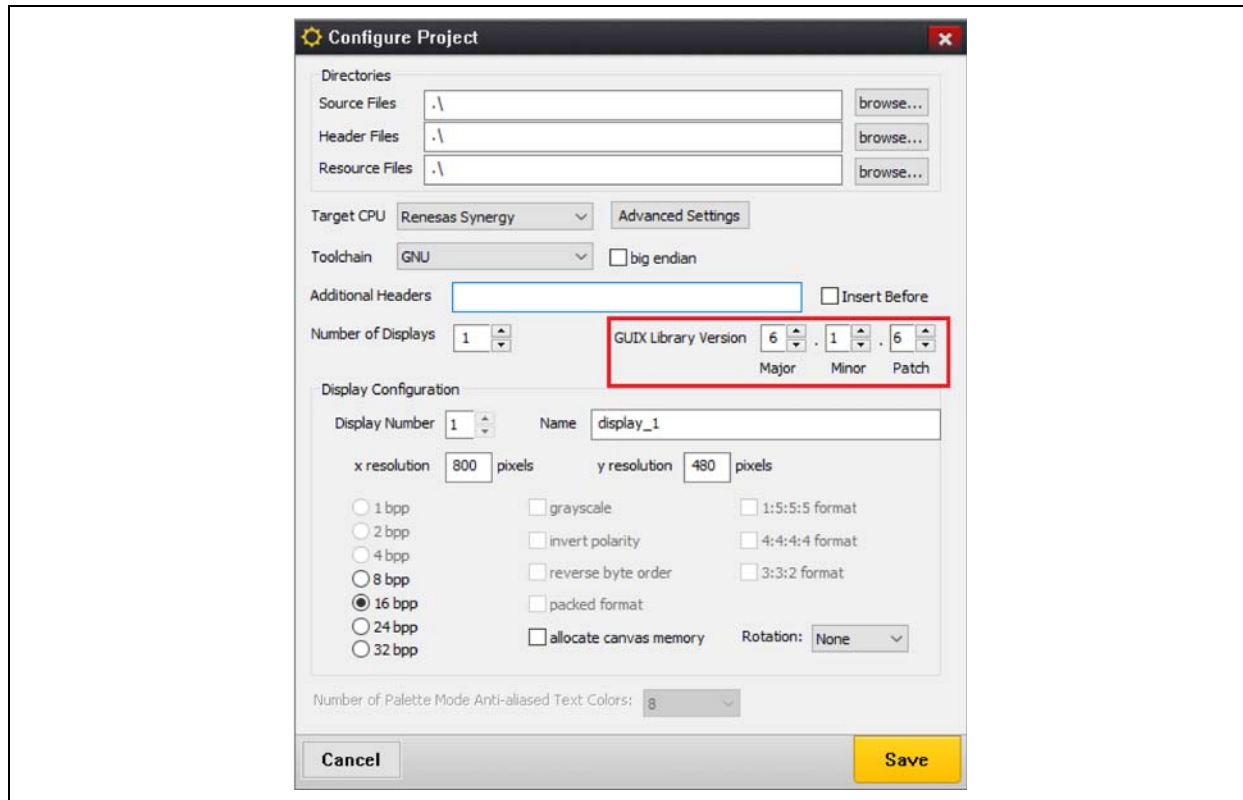 Configure Project
Directories
Source Files .\ browse...
Header Files .\ browse...
Resource Files .\ browse...
Target CPU Renesas Synergy Advanced Settings
Toolchain GNU big endian
Additional Headers Insert Before
Number of Displays 1 GUIX Library Version 6 . 1 . 6
Major Minor Patch
Display Configuration
Display Number 1 Name display_1
x resolution 800 pixels y resolution 480 pixels
1 bpp grayscale 1:5:5:5 format
2 bpp invert polarity 4:4:4:4 format
4 bpp
8 bpp reverse byte order 3:3:2 format
16 bpp packed format
24 bpp allocate canvas memory Rotation: None
32 bpp
Number of Palette Mode Anti-aliased Text Colors: 8
Cancel Save